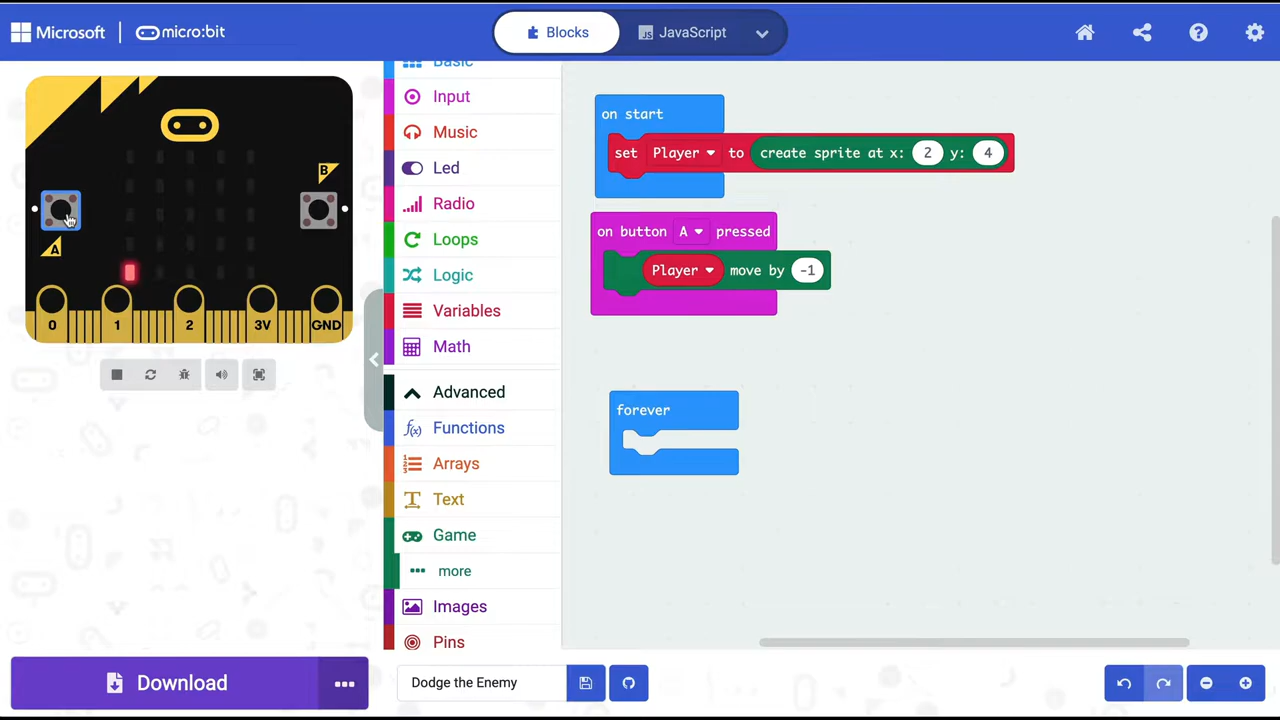 Microsoft
micro:bit
Blocks
JS JavaScript
B
A
0 1 2 3V GND
Download
Basic
Input
Music
Led
Radio
Loops
Logic
Variables
Math
Advanced
f(x) Functions
Arrays
T Text
Game
more
Images
Pins
on start
set Player to create sprite at x: 2 y: 4
on button A pressed
Player move by -1
forever
Dodge the Enemy